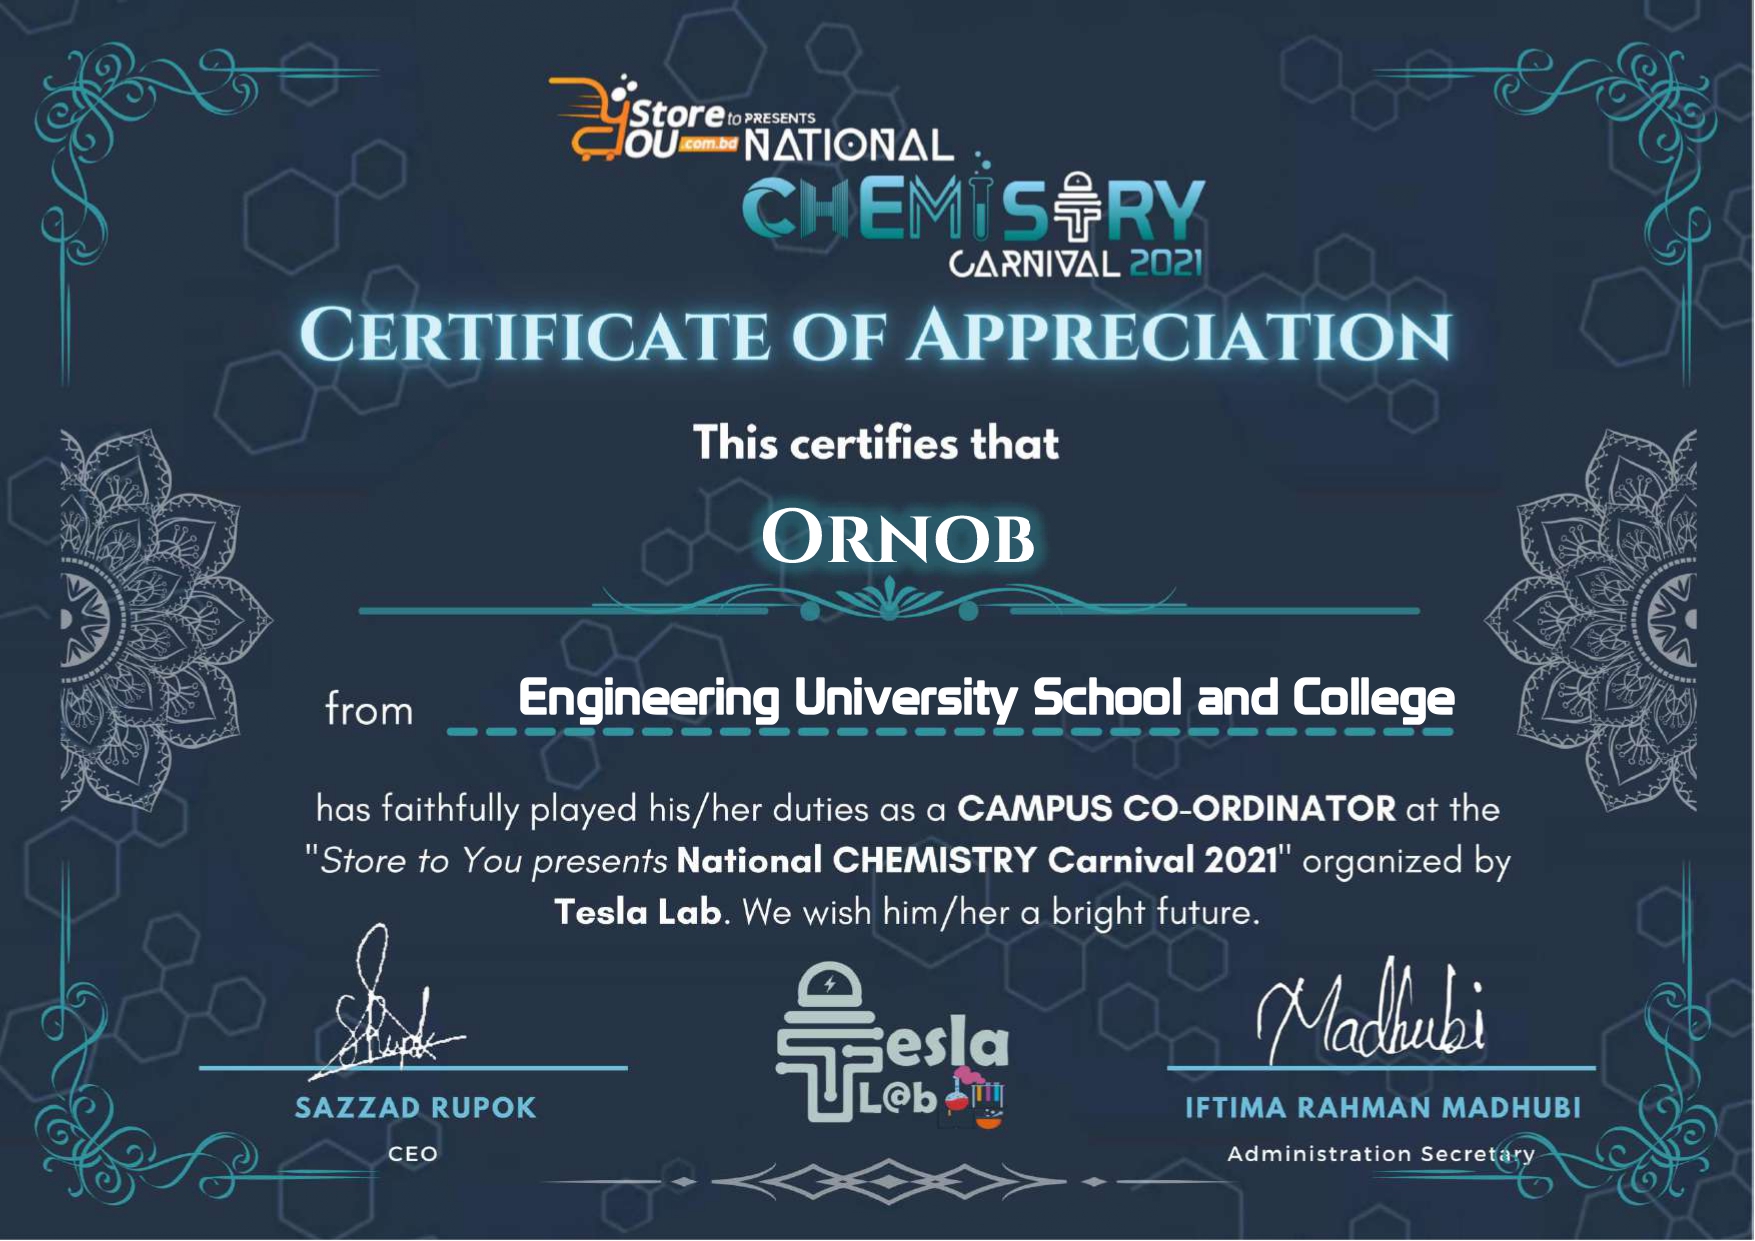 Store to PRESENTS
YOU .com.bd NATIONAL
CHEMISTRY
CARNIVAL 2021
CERTIFICATE OF APPRECIATION
This certifies that
ORNOB
from Engineering University School and College
has faithfully played his/her duties as a CAMPUS CO-ORDINATOR at the
"Store to You presents National CHEMISTRY Carnival 2021" organized by
Tesla Lab. We wish him/her a bright future.
SRupok
Madhubi
Tesla
L@b
SAZZAD RUPOK
CEO
IFTIMA RAHMAN MADHUBI
Administration Secretary